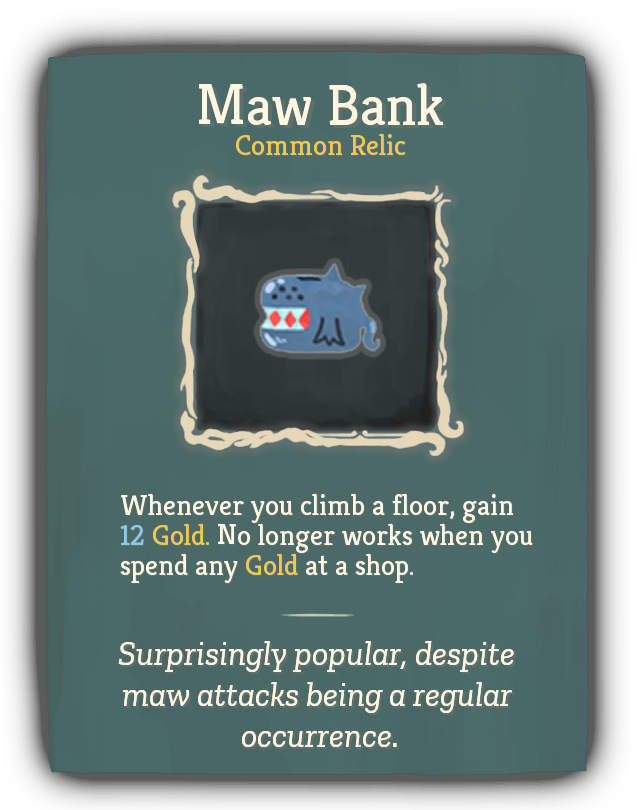 Maw Bank
Common Relic
Whenever you climb a floor, gain
12 Gold. No longer works when you
spend any Gold at a shop.
Surprisingly popular, despite
maw attacks being a regular
occurrence.